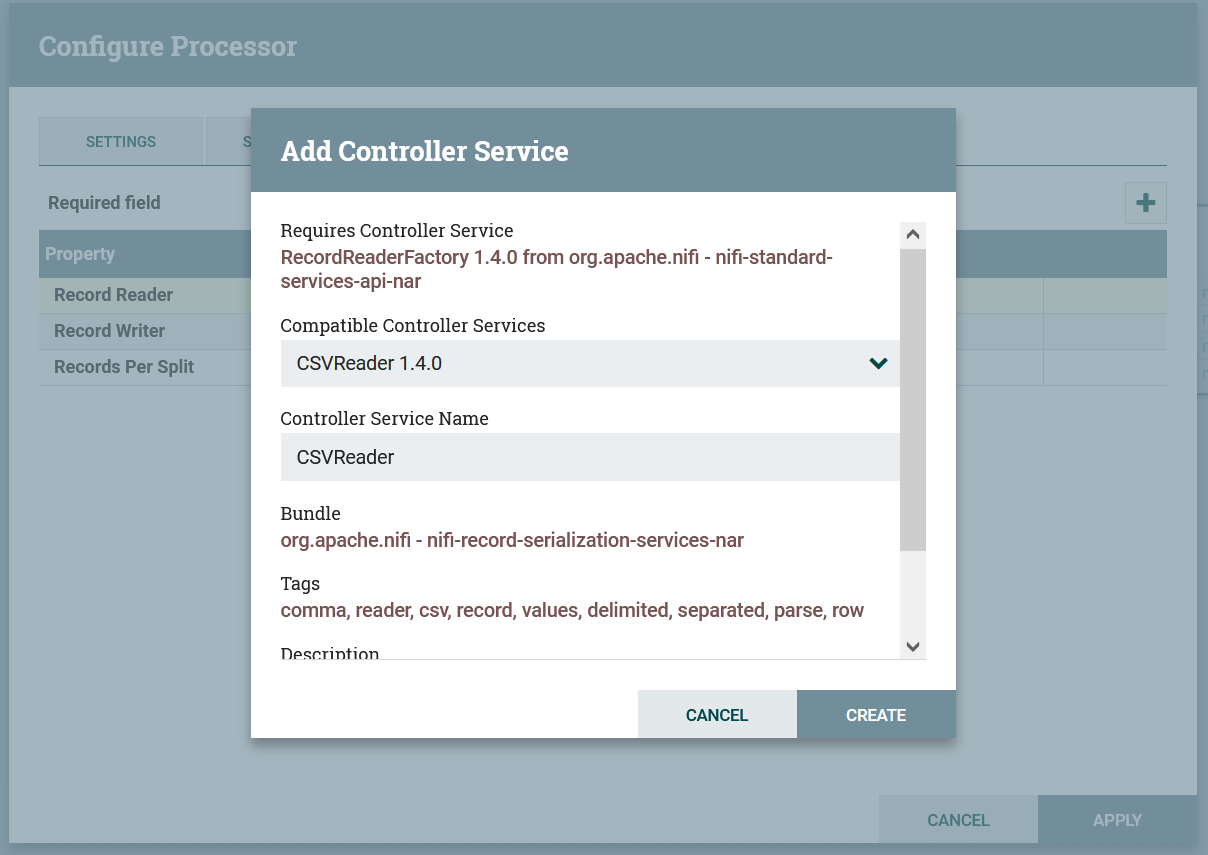 Configure Processor
SETTINGS
Required field
Property
Record Reader
Record Writer
Records Per Split
Add Controller Service
Requires Controller Service
RecordReaderFactory 1.4.0 from org.apache.nifi - nifi-standard-
services-api-nar
Compatible Controller Services
CSVReader 1.4.0
Controller Service Name
CSVReader
Bundle
org.apache.nifi - nifi-record-serialization-services-nar
Tags
comma, reader, csv, record, values, delimited, separated, parse, row
Description
CANCEL
CREATE
CANCEL
APPLY